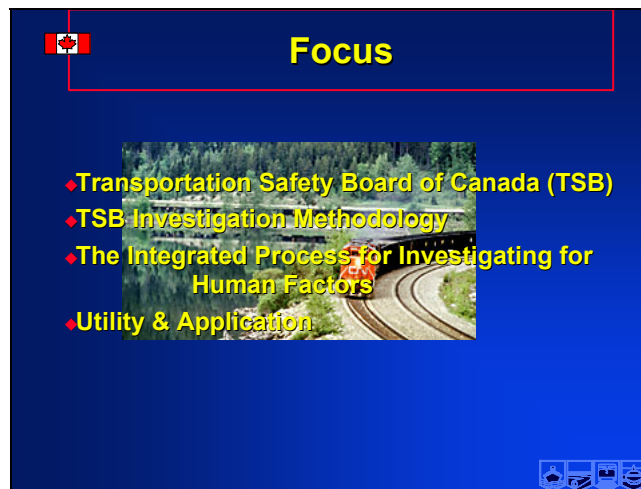 Focus
Transportation Safety Board of Canada (TSB)
TSB Investigation Methodology
The Integrated Process for Investigating for
Human Factors
CN
Utility & Application